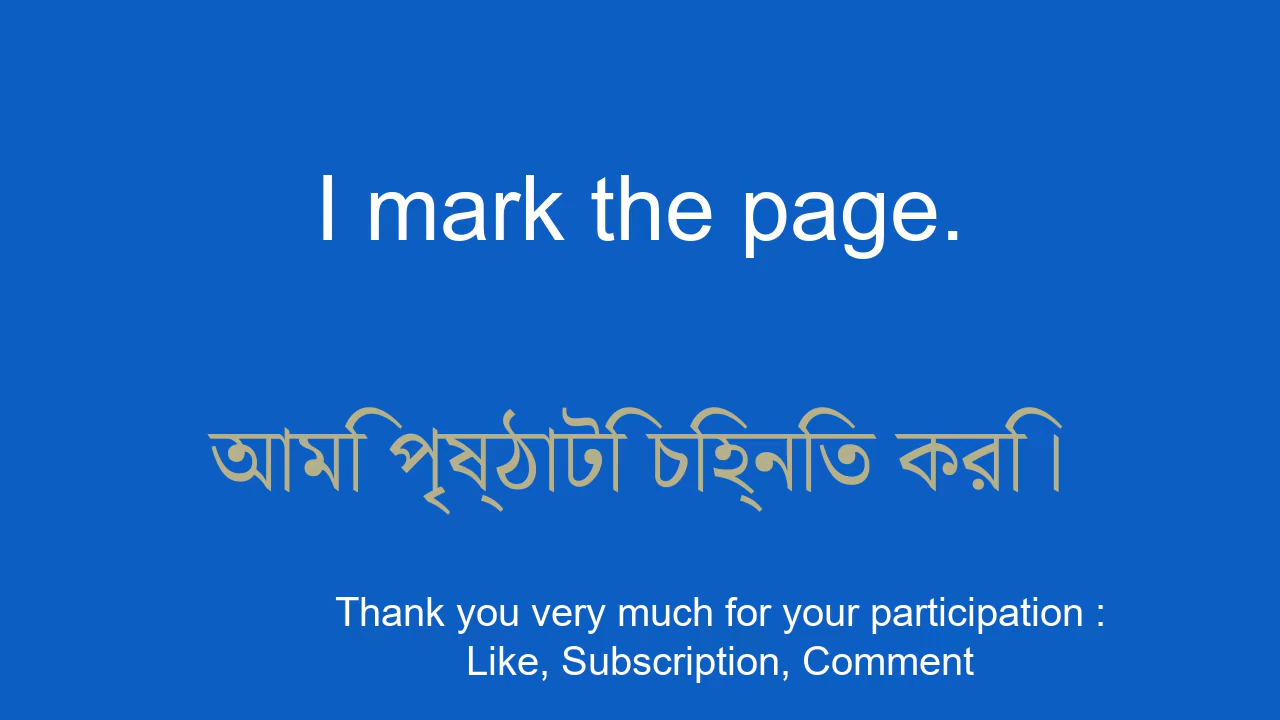 I mark the page.
আমি পৃষ্ঠাটি চিহ্নিত করি।
Thank you very much for your participation :
Like, Subscription, Comment